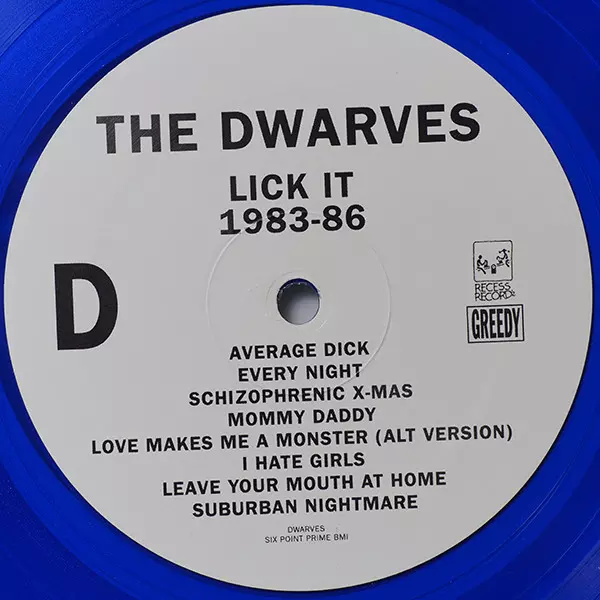 THE DWARVES
LICK IT
1983-86
D
RECESS
RECORDS
GREEDY
AVERAGE DICK
EVERY NIGHT
SCHIZOPHRENIC X-MAS
MOMMY DADDY
LOVE MAKES ME A MONSTER (ALT VERSION)
I HATE GIRLS
LEAVE YOUR MOUTH AT HOME
SUBURBAN NIGHTMARE
DWARVES
SIX POINT PRIME BMI